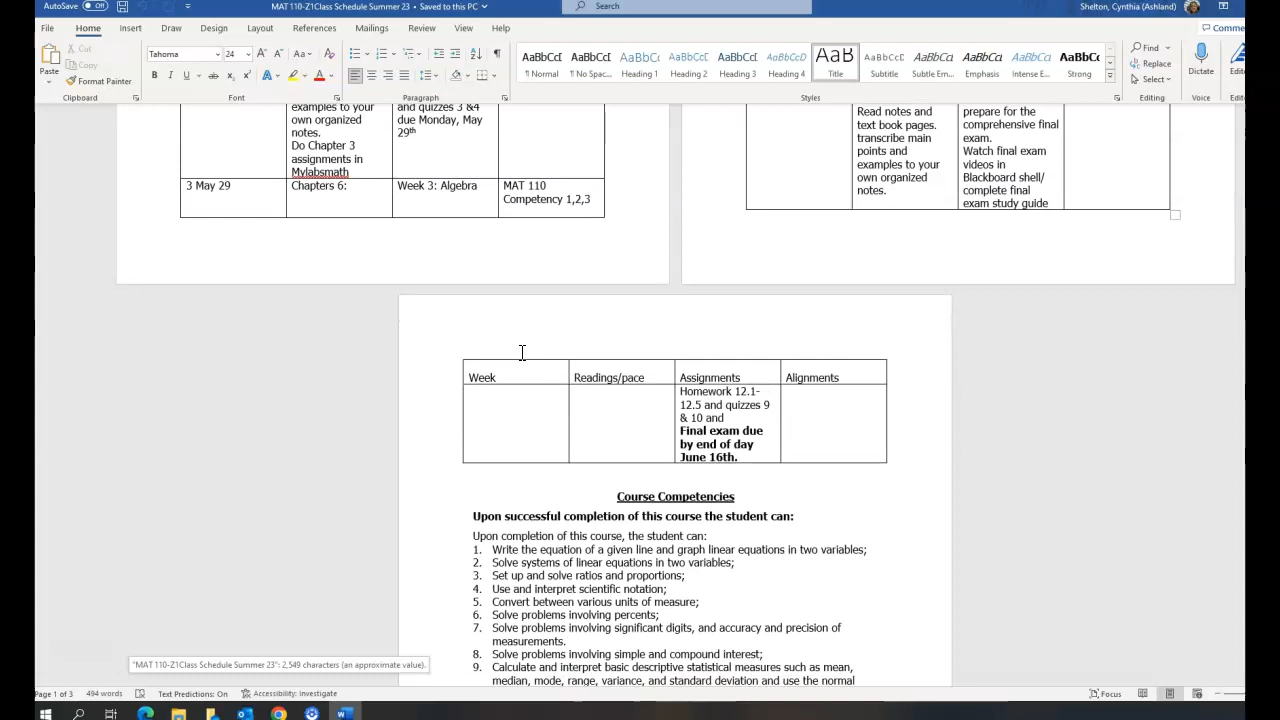 AutoSave Off MAT 110-Z1Class Schedule Summer 23 • Saved to this PC Search Shelton, Cynthia (Ashland)
File Home Insert Draw Design Layout References Mailings Review View Help Comme
Paste Cut Copy Format Painter
Tahoma 24
AaBbCcI AaBbCcI AaBbCc AaBbCcI AaBbCcI AaBbCcD AaB AaBbCcD AaBbCcD AaBbCcD AaBbCcD AaBbCc
¶ Normal ¶ No Spac... Heading 1 Heading 2 Heading 3 Heading 4 Title Subtitle Subtle Em... Emphasis Intense E... Strong
Find Replace Select
Dictate
Clipboard Font Paragraph Styles Editing Voice
examples to your
own organized
notes.
Do Chapter 3
assignments in
Mylabsmath
and quizzes 3 &4
due Monday, May
29th
3 May 29
Chapters 6:
Week 3: Algebra
MAT 110
Competency 1,2,3
Read notes and
text book pages.
transcribe main
points and
examples to your
own organized
notes.
prepare for the
comprehensive final
exam.
Watch final exam
videos in
Blackboard shell/
complete final
exam study guide
Week Readings/pace Assignments Alignments
Homework 12.1-
12.5 and quizzes 9
& 10 and
Final exam due
by end of day
June 16th.
Course Competencies
Upon successful completion of this course the student can:
Upon completion of this course, the student can:
1. Write the equation of a given line and graph linear equations in two variables;
2. Solve systems of linear equations in two variables;
3. Set up and solve ratios and proportions;
4. Use and interpret scientific notation;
5. Convert between various units of measure;
6. Solve problems involving percents;
7. Solve problems involving significant digits, and accuracy and precision of
measurements.
8. Solve problems involving simple and compound interest;
9. Calculate and interpret basic descriptive statistical measures such as mean,
median, mode, range, variance, and standard deviation and use the normal
"MAT 110-Z1Class Schedule Summer 23": 2,549 characters (an approximate value).
Page 1 of 3 494 words Text Predictions: On Accessibility: Investigate Focus